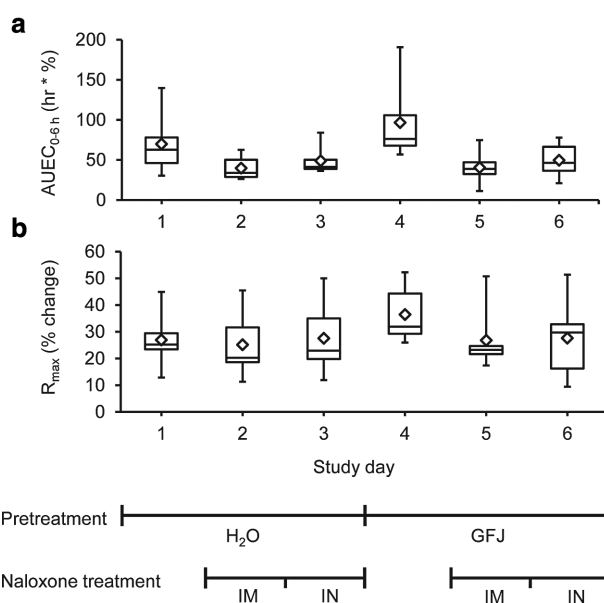 a
AUEC0-6 h (hr * %)
200
150
100
50
0
1 2 3 4 5 6
b
Rmax (% change)
60
50
40
30
20
10
0
1 2 3 4 5 6
Study day
Pretreatment
H2O GFJ
Naloxone treatment
IM IN IM IN